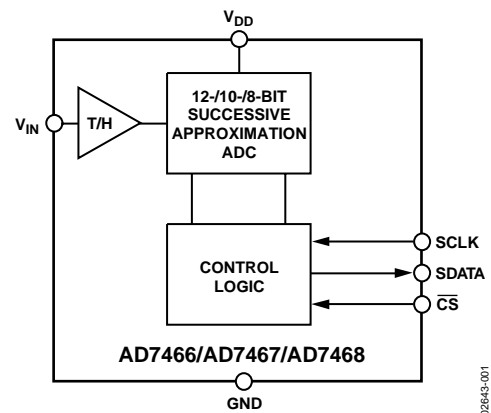 VDD
12-/10-/8-BIT
SUCCESSIVE
APPROXIMATION
ADC
VIN
T/H
CONTROL
LOGIC
SCLK
SDATA
CS
AD7466/AD7467/AD7468
GND
02643-001